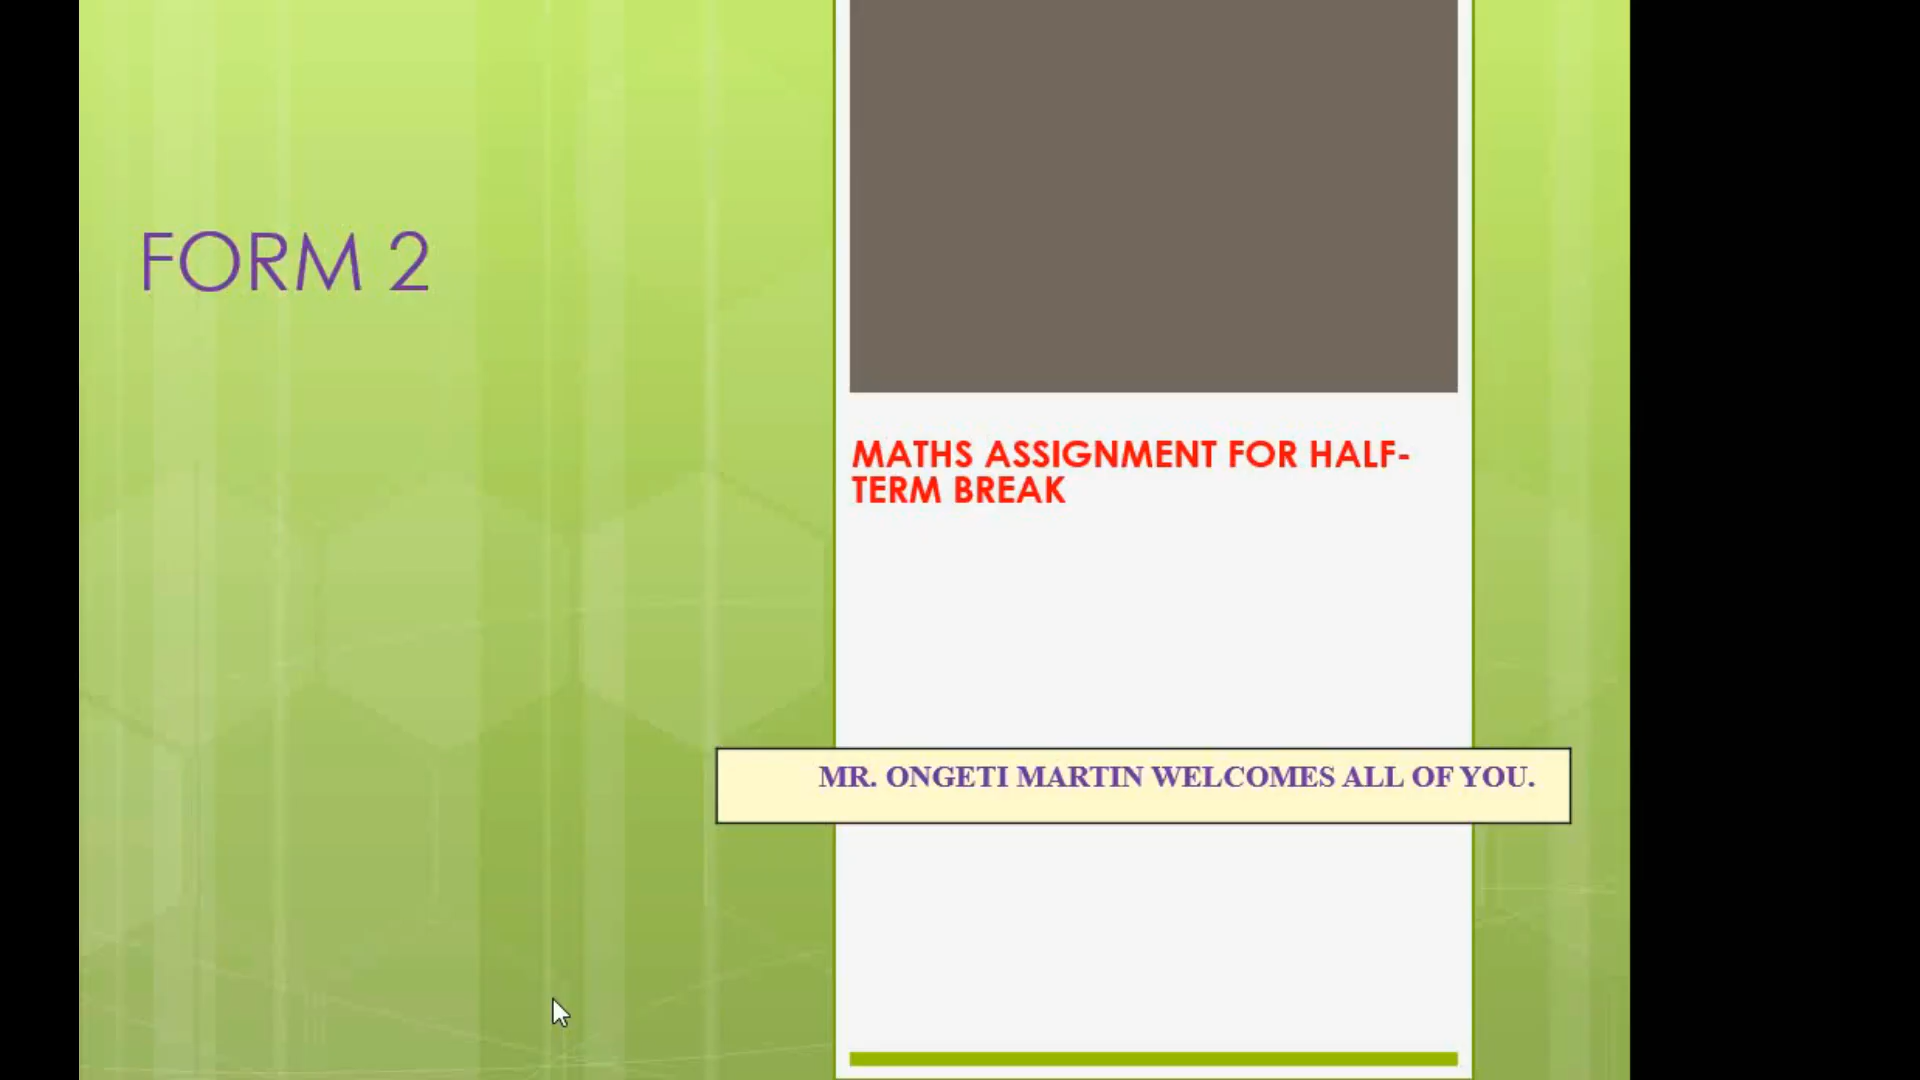 FORM 2
MATHS ASSIGNMENT FOR HALF-
TERM BREAK
MR. ONGETI MARTIN WELCOMES ALL OF YOU.